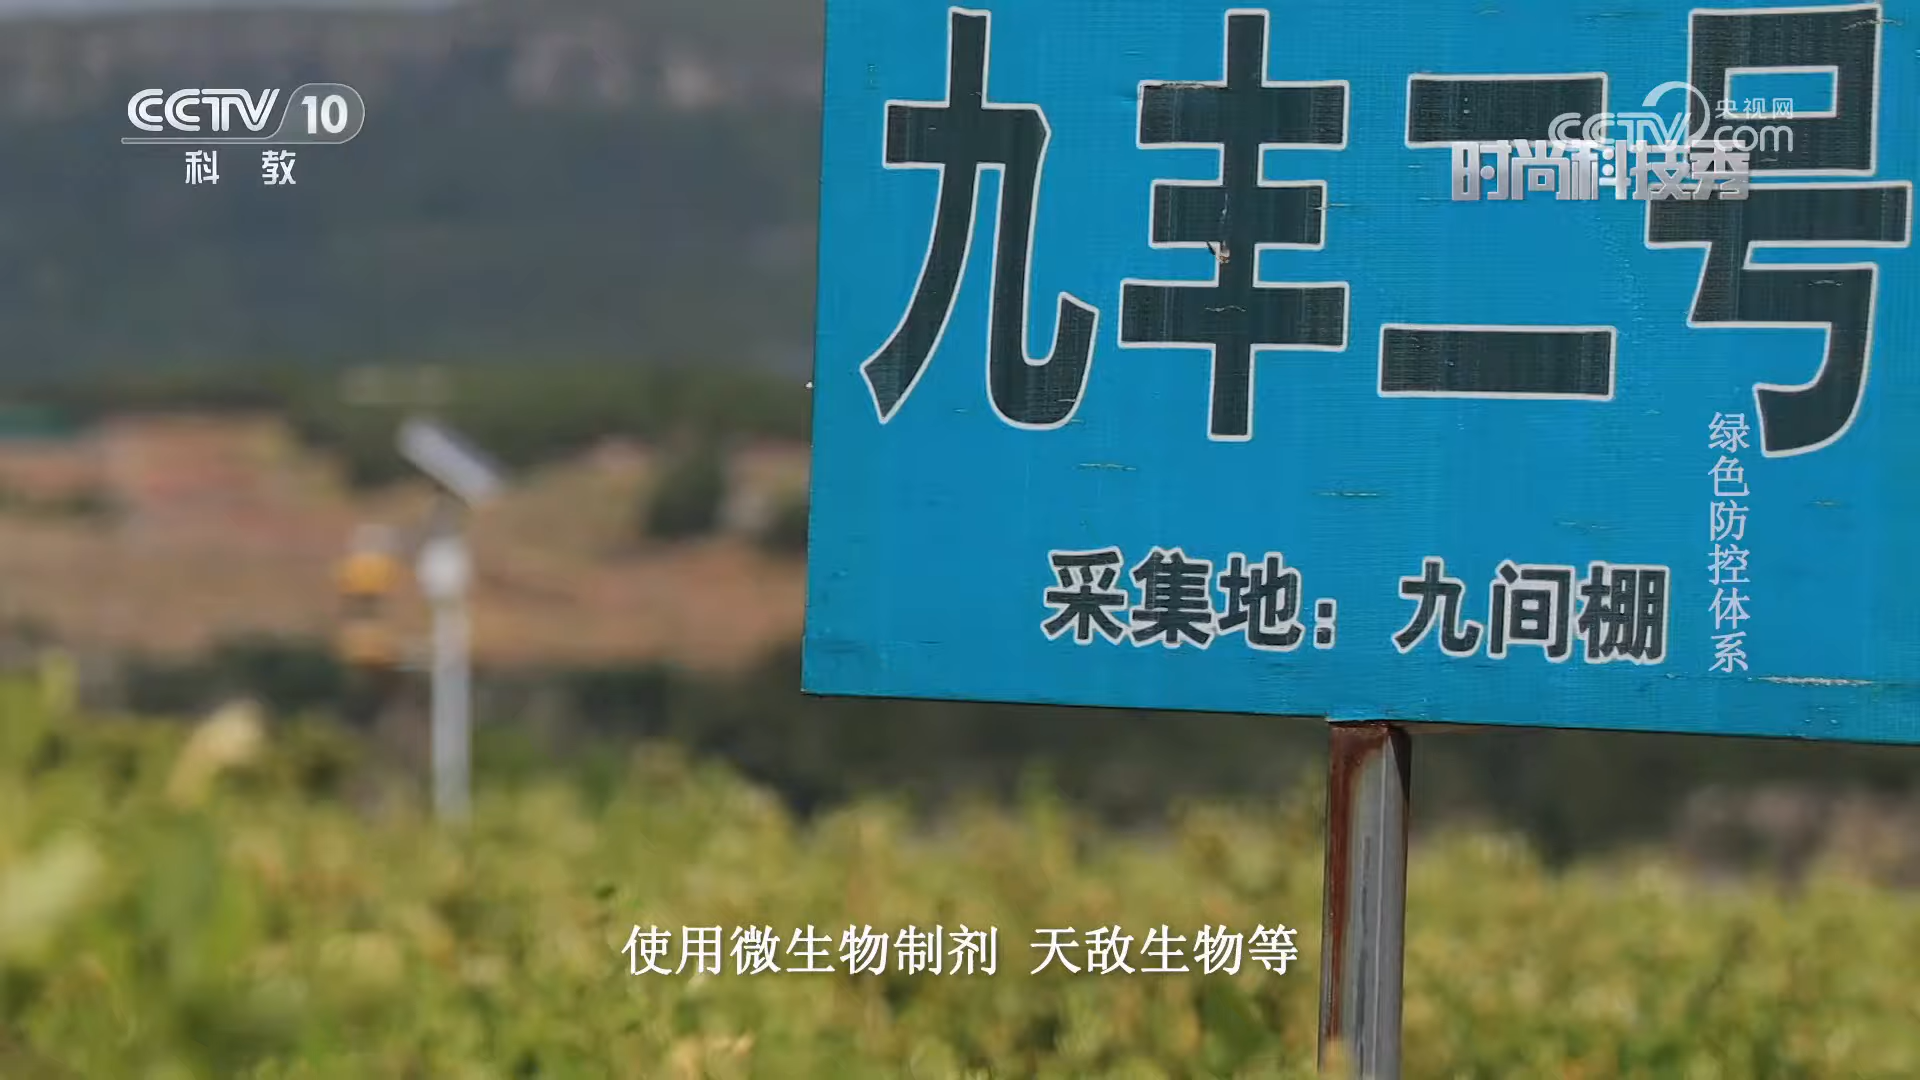 CCTV 10
科教
央视网
CCTV.com
时尚科技秀
九丰二号
采集地：九间棚
绿色防控体系
使用微生物制剂 天敌生物等